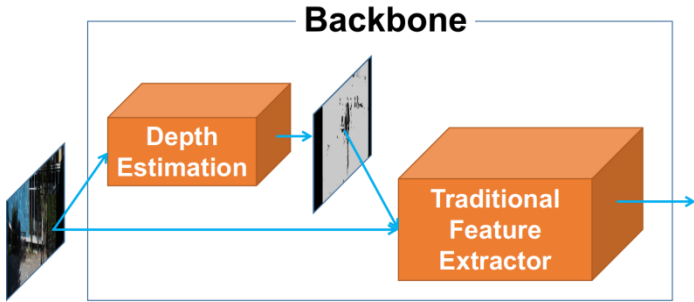 Backbone
Depth
Estimation
Traditional
Feature
Extractor